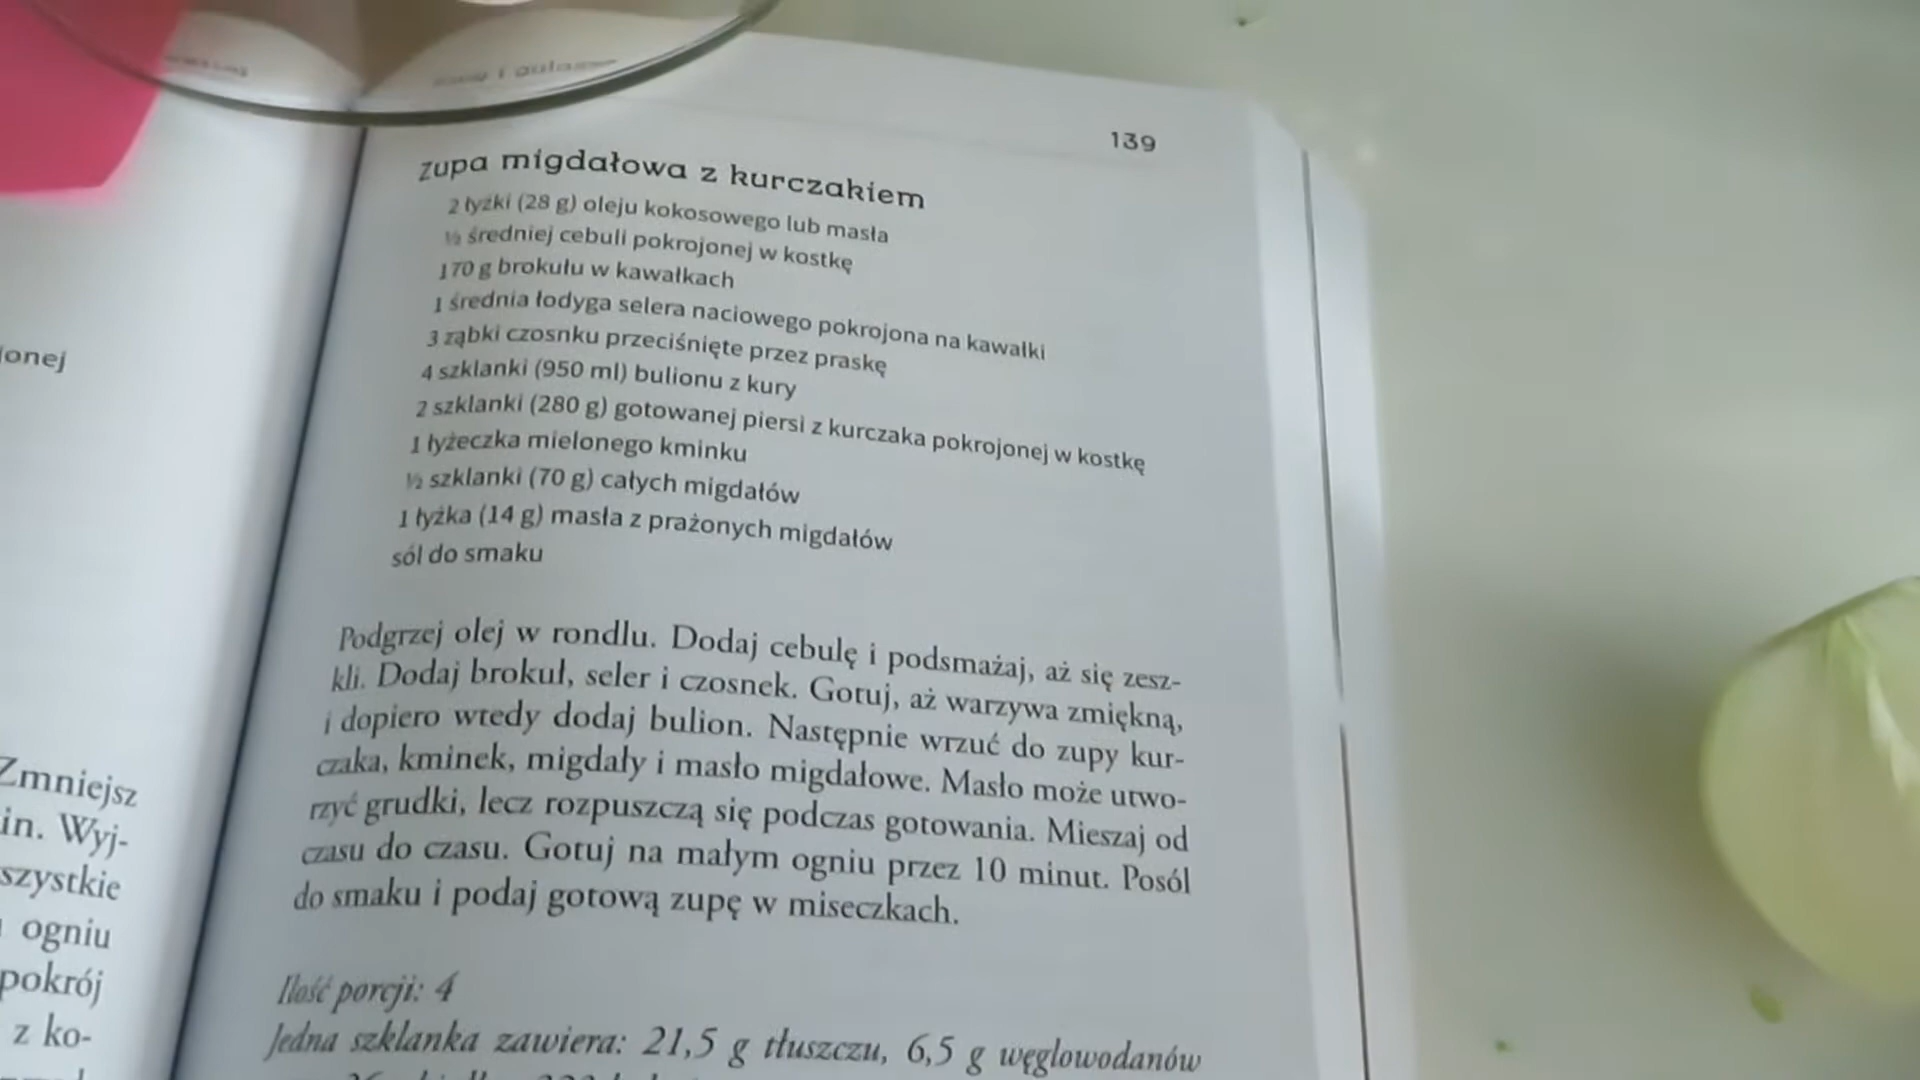 ionej
Zmniejsz
in. Wyj-
szystkie
ogniu
pokrój
z ko-
139
zupa migdałowa z kurczakiem
2 łyżki (28 g) oleju kokosowego lub masła
½ średniej cebuli pokrojonej w kostkę
170 g brokułu w kawałkach
1 średnia łodyga selera naciowego pokrojona na kawałki
3 ząbki czosnku przeciśnięte przez praskę
4 szklanki (950 ml) bulionu z kury
2 szklanki (280 g) gotowanej piersi z kurczaka pokrojonej w kostkę
1 łyżeczka mielonego kminku
½ szklanki (70 g) całych migdałów
1 łyżka (14 g) masła z prażonych migdałów
sól do smaku
Podgrzej olej w rondlu. Dodaj cebulę i podsmażaj, aż się zesz-
kli. Dodaj brokuł, seler i czosnek. Gotuj, aż warzywa zmiękną,
i dopiero wtedy dodaj bulion. Następnie wrzuć do zupy kur-
czaka, kminek, migdały i masło migdałowe. Masło może utwo-
rzyć grudki, lecz rozpuszczą się podczas gotowania. Mieszaj od
czasu do czasu. Gotuj na małym ogniu przez 10 minut. Posól
do smaku i podaj gotową zupę w miseczkach.
Ilość porcji: 4
Jedna szklanka zawiera: 21,5 g tłuszczu, 6,5 g węglowodanów